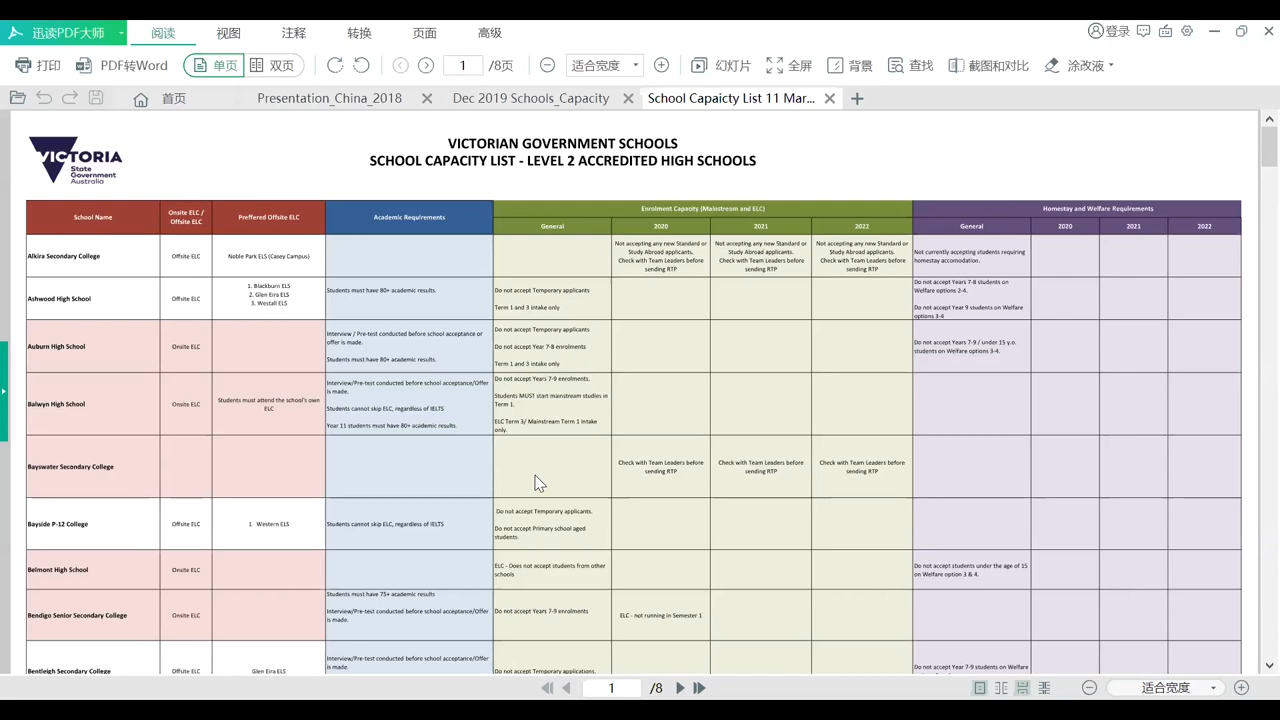 迅读PDF大师
阅读
视图
注释
转换
页面
高级
登录
打印
PDF转Word
单页
双页
1
/8页
适合宽度
幻灯片
全屏
背景
查找
截图和对比
涂改液
首页
Presentation_China_2018
Dec 2019 Schools_Capacity
School Capaicty List 11 Mar...
VICTORIA
State
Government
Australia
VICTORIAN GOVERNMENT SCHOOLS
SCHOOL CAPACITY LIST - LEVEL 2 ACCREDITED HIGH SCHOOLS
School Name
Onsite ELC /
Offsite ELC
Preffered Offsite ELC
Academic Requirements
Enrolment Capacity (Mainstream and ELC)
General
2020
2021
2022
Homestay and Welfare Requirements
General
2020
2021
2022
Alkira Secondary College
Offsite ELC
Noble Park ELS (Casey Campus)
Not accepting any new Standard or
Study Abroad applicants.
Check with Team Leaders before
sending RTP
Not accepting any new Standard or
Study Abroad applicants.
Check with Team Leaders before
sending RTP
Not accepting any new Standard or
Study Abroad applicants.
Check with Team Leaders before
sending RTP
Not currently accepting students requiring
homestay accomodation.
Ashwood High School
Offsite ELC
1. Blackburn ELS
2. Glen Eira ELS
3. Westall ELS
Students must have 80+ academic results.
Do not accept Temporary applicants
Term 1 and 3 intake only
Do not accept Years 7-8 students on
Welfare options 2-4.
Do not accept Year 9 students on Welfare
options 3-4
Auburn High School
Onsite ELC
Interview / Pre-test conducted before school acceptance or
offer is made.
Students must have 80+ academic results.
Do not accept Temporary applicants
Do not accept Year 7-8 enrolments
Term 1 and 3 intake only
Do not accept Years 7-9 / under 15 y.o.
students on Welfare options 3-4.
Balwyn High School
Onsite ELC
Students must attend the school's own
ELC
Interview/Pre-test conducted before school acceptance/Offer
is made.
Students cannot skip ELC, regardless of IELTS
Year 11 students must have 80+ academic results.
Do not accept Years 7-9 enrolments.
Students MUST start mainstream studies in
Term 1.
ELC Term 3/ Mainstream Term 1 Intake
only.
Bayswater Secondary College
Check with Team Leaders before
sending RTP
Check with Team Leaders before
sending RTP
Check with Team Leaders before
sending RTP
Bayside P-12 College
Offsite ELC
1. Western ELS
Students cannot skip ELC, regardless of IELTS
Do not accept Temporary applicants.
Do not accept Primary school aged
students.
Belmont High School
Onsite ELC
ELC - Does not accept students from other
schools
Do not accept students under the age of 15
on Welfare option 3 & 4.
Bendigo Senior Secondary College
Onsite ELC
Students must have 75+ academic results
Interview/Pre-test conducted before school acceptance/Offer
is made.
Do not accept Years 7-9 enrolments
ELC - not running in Semester 1
Bentleigh Secondary College
Offsite ELC
Glen Eira ELS
Interview/Pre-test conducted before school acceptance/Offer
is made.
Do not accept Temporary applications.
Do not accept Year 7-9 students on Welfare
1
/8
适合宽度